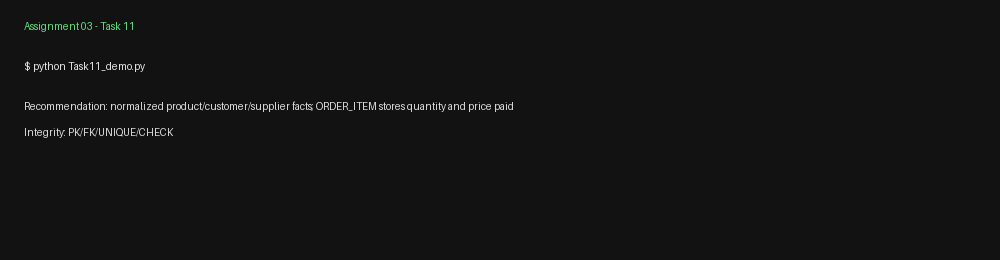 Assignment 03 - Task 11
$ python Task11_demo.py
Recommendation: normalized product/customer/supplier facts; ORDER_ITEM stores quantity and price paid
Integrity: PK/FK/UNIQUE/CHECK